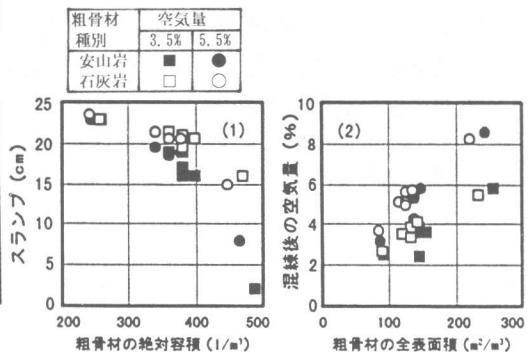 粗骨材 空気量
種別 3.5% 5.5%
安山岩 ■ ●
石灰岩 □ ○
25
20
15
10
5
0
スランプ (cm)
(1)
200 300 400 500
粗骨材の絶対容積 (l/m³)
10
8
6
4
2
0
混練後の空気量 (%)
(2)
0 100 200 300
粗骨材の全表面積 (m²/m³)